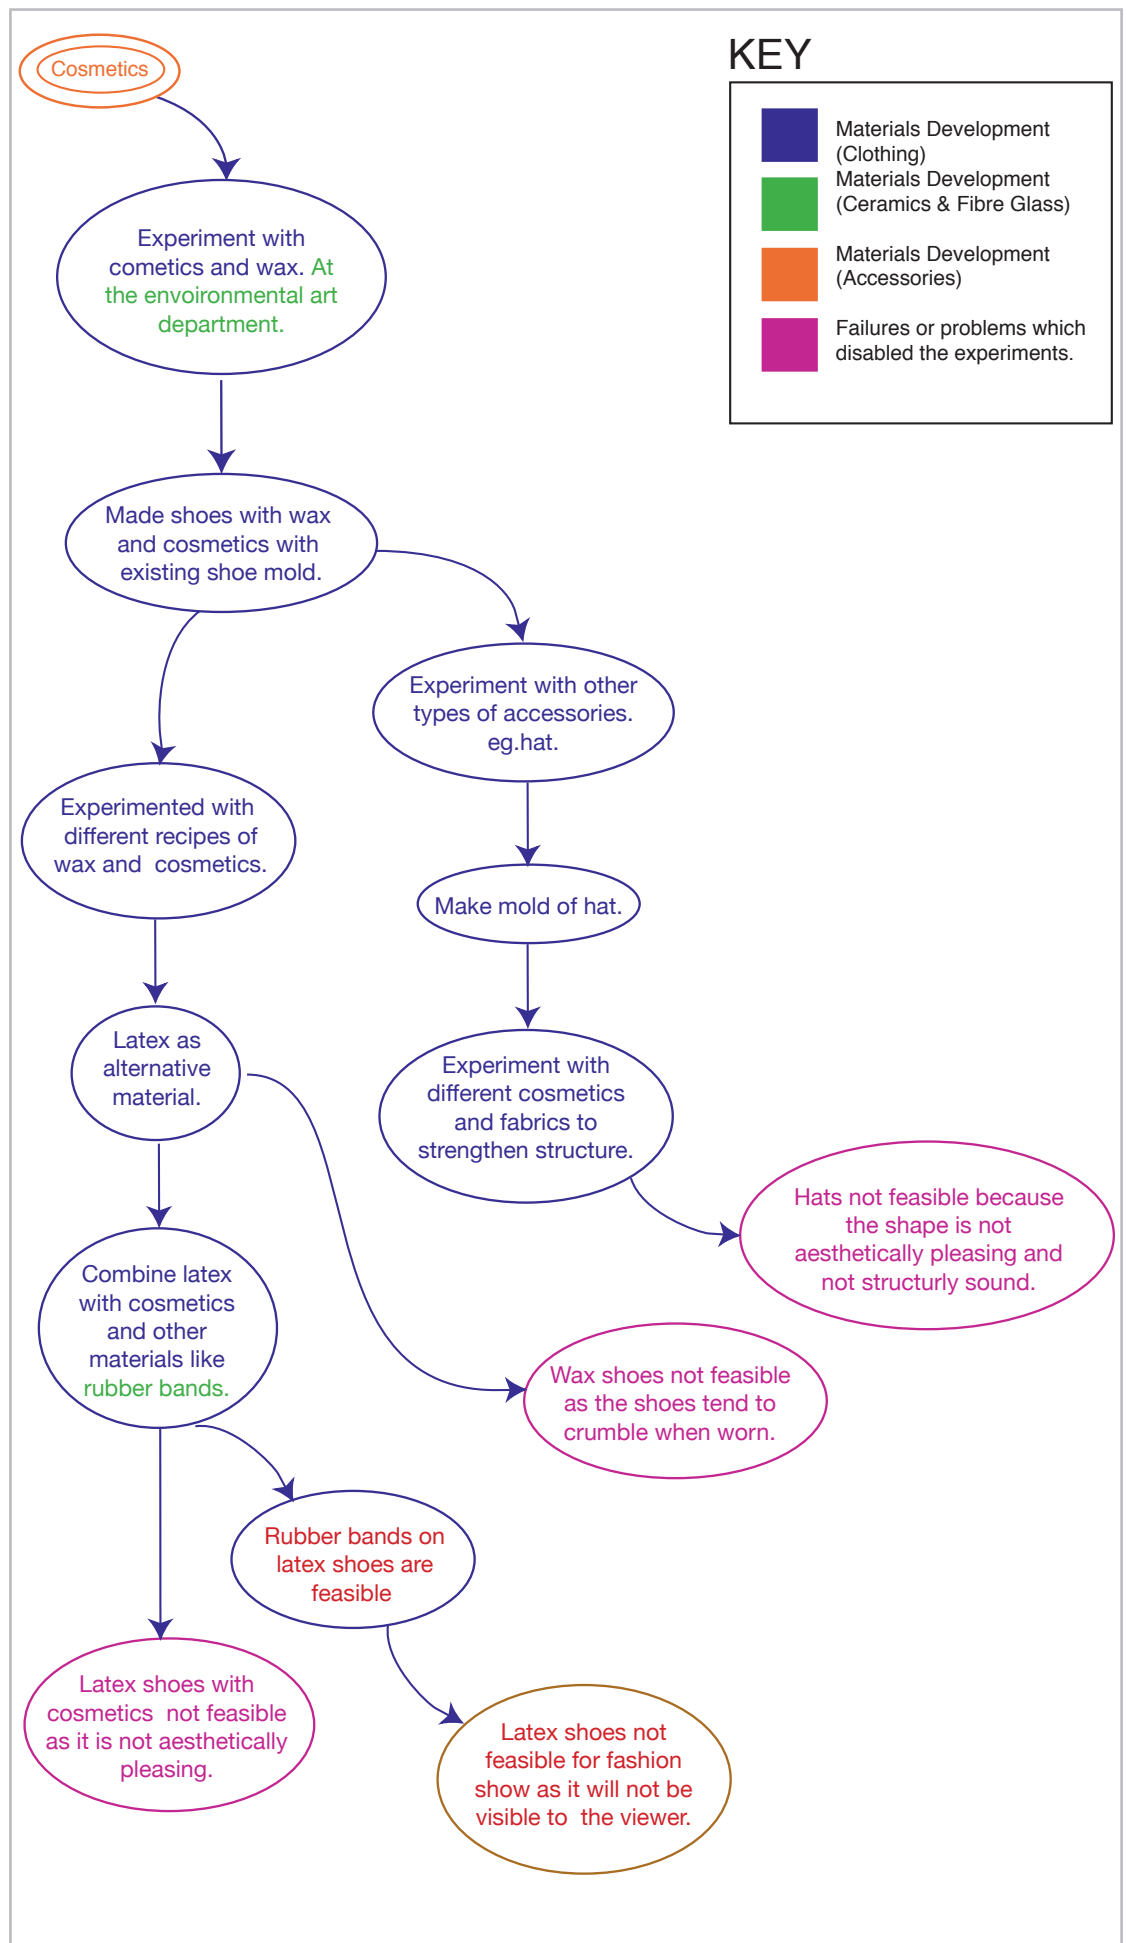 Cosmetics
KEY
Materials Development
(Clothing)
Materials Development
(Ceramics & Fibre Glass)
Materials Development
(Accessories)
Failures or problems which
disabled the experiments.
Experiment with
cometics and wax. At
the envoironmental art
department.
Made shoes with wax
and cosmetics with
existing shoe mold.
Experiment with other
types of accessories.
eg.hat.
Experimented with
different recipes of
wax and cosmetics.
Make mold of hat.
Latex as
alternative
material.
Experiment with
different cosmetics
and fabrics to
strengthen structure.
Hats not feasible because
the shape is not
aesthetically pleasing and
not structurly sound.
Combine latex
with cosmetics
and other
materials like
rubber bands.
Wax shoes not feasible
as the shoes tend to
crumble when worn.
Rubber bands on
latex shoes are
feasible
Latex shoes with
cosmetics not feasible
as it is not aesthetically
pleasing.
Latex shoes not
feasible for fashion
show as it will not be
visible to the viewer.